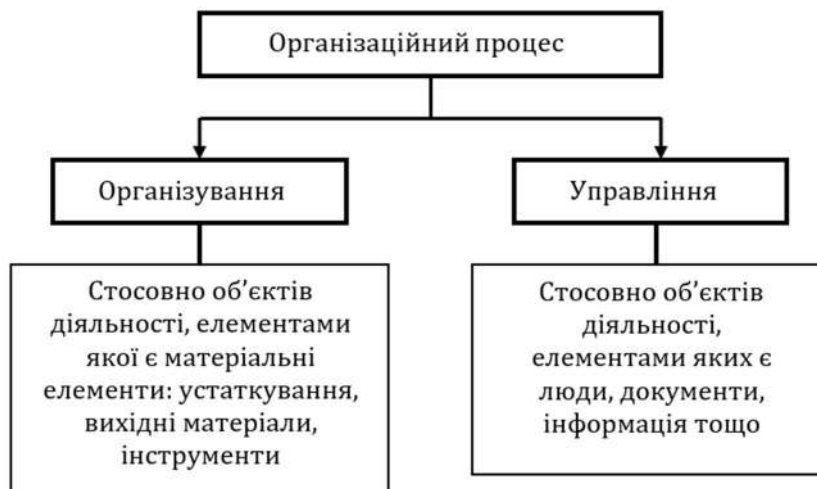 Організаційний процес
Організування
Управління
Стосовно об’єктів
діяльності, елементами
якої є матеріальні
елементи: устаткування,
вихідні матеріали,
інструменти
Стосовно об’єктів
діяльності,
елементами яких є
люди, документи,
інформація тощо